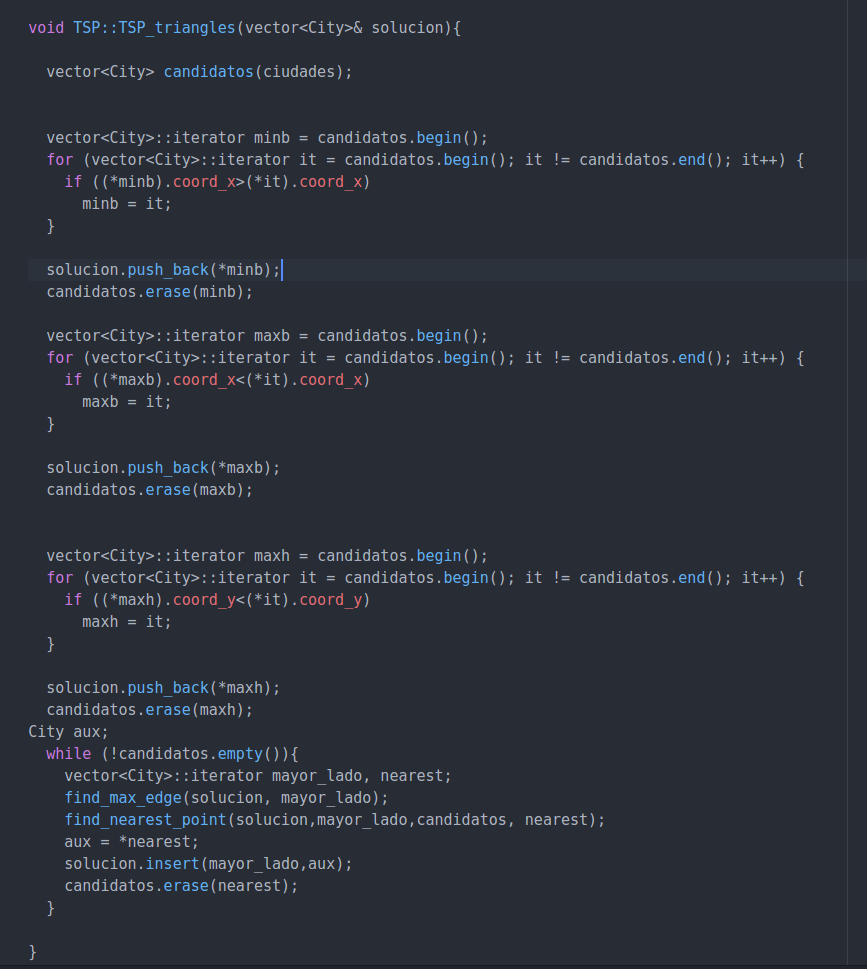 void TSP::TSP_triangles(vector<City>& solucion){
vector<City> candidatos(ciudades);
vector<City>::iterator minb = candidatos.begin();
for (vector<City>::iterator it = candidatos.begin(); it != candidatos.end(); it++) {
if ((*minb).coord_x>(*it).coord_x)
minb = it;
}
solucion.push_back(*minb);
candidatos.erase(minb);
vector<City>::iterator maxb = candidatos.begin();
for (vector<City>::iterator it = candidatos.begin(); it != candidatos.end(); it++) {
if ((*maxb).coord_x<(*it).coord_x)
maxb = it;
}
solucion.push_back(*maxb);
candidatos.erase(maxb);
vector<City>::iterator maxh = candidatos.begin();
for (vector<City>::iterator it = candidatos.begin(); it != candidatos.end(); it++) {
if ((*maxh).coord_y<(*it).coord_y)
maxh = it;
}
solucion.push_back(*maxh);
candidatos.erase(maxh);
City aux;
while (!candidatos.empty()){
vector<City>::iterator mayor_lado, nearest;
find_max_edge(solucion, mayor_lado);
find_nearest_point(solucion,mayor_lado,candidatos, nearest);
aux = *nearest;
solucion.insert(mayor_lado,aux);
candidatos.erase(nearest);
}
}